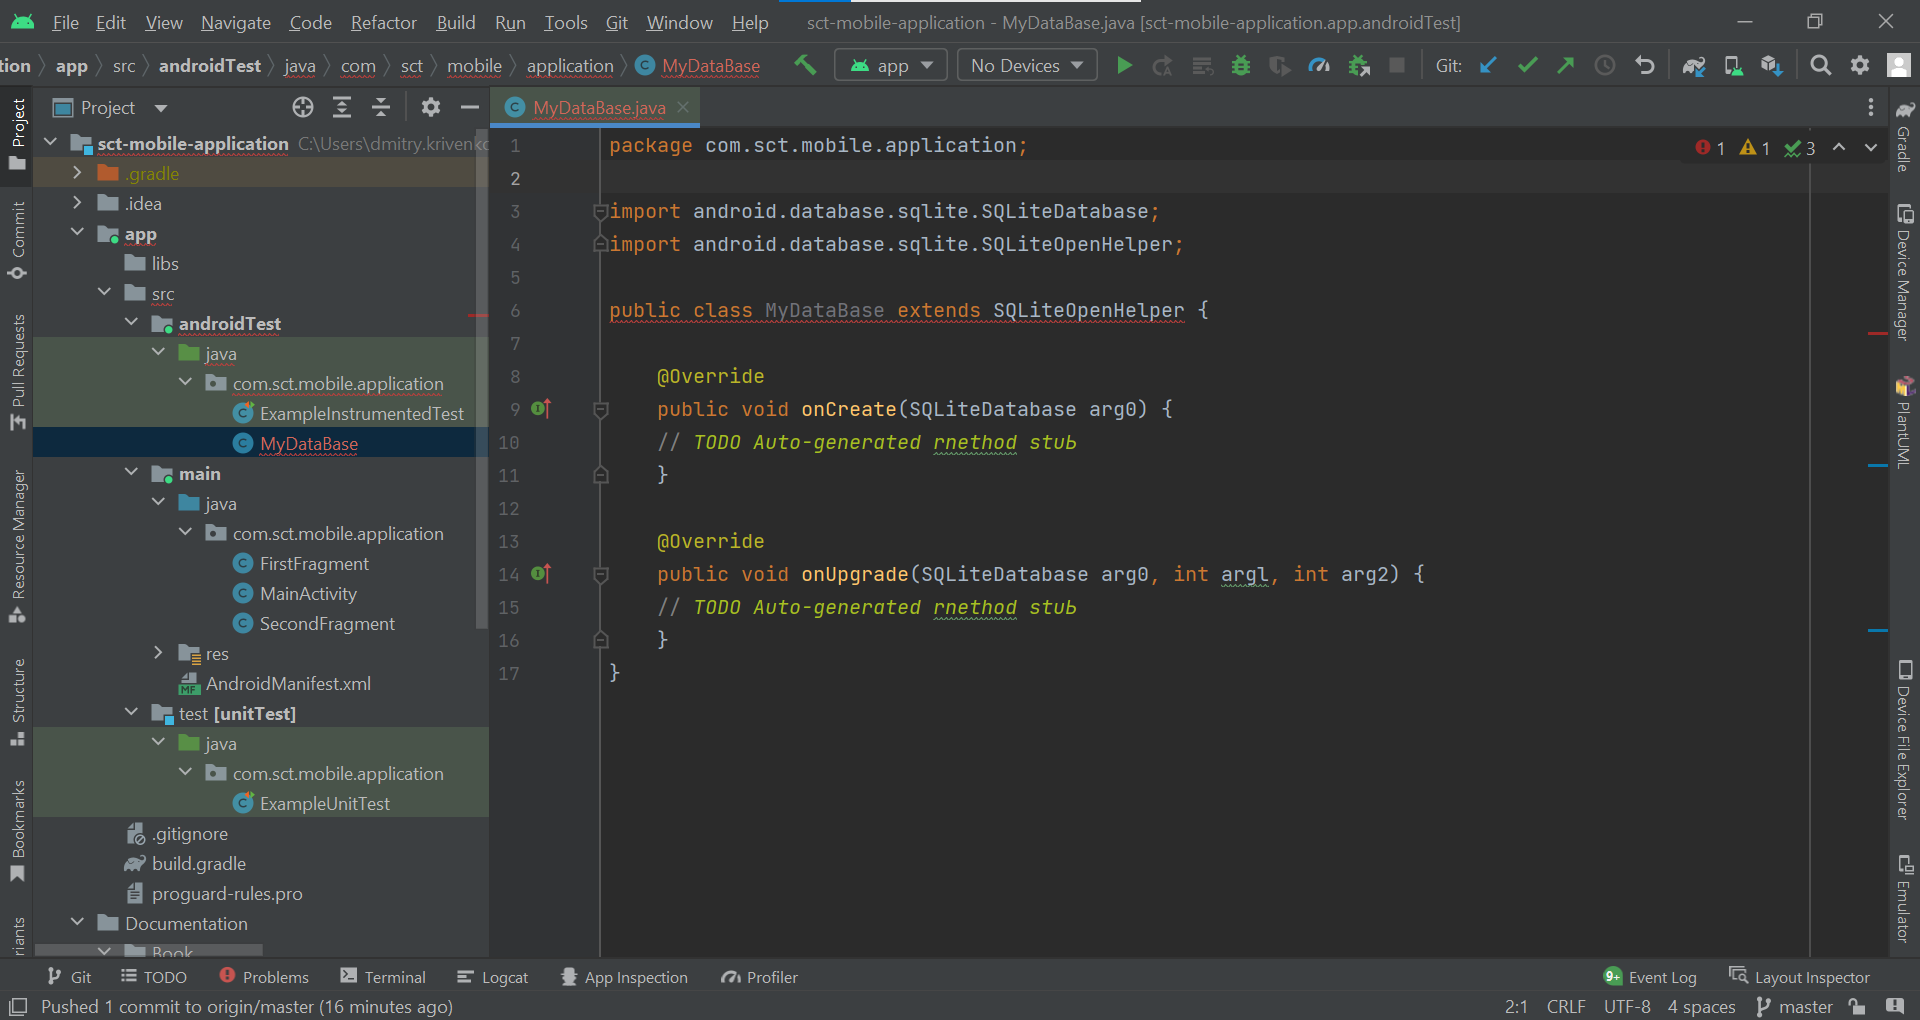 File Edit View Navigate Code Refactor Build Run Tools Git Window Help sct-mobile-application - MyDataBase.java [sct-mobile-application.app.androidTest]
tion app src androidTest java com sct mobile application MyDataBase app No Devices Git:
Project
MyDataBase.java
sct-mobile-application C:\Users\dmitry.krivenko
.gradle
.idea
app
libs
src
androidTest
java
com.sct.mobile.application
ExampleInstrumentedTest
MyDataBase
main
java
com.sct.mobile.application
FirstFragment
MainActivity
SecondFragment
res
AndroidManifest.xml
test [unitTest]
java
com.sct.mobile.application
ExampleUnitTest
.gitignore
build.gradle
proguard-rules.pro
Documentation
Book
1 package com.sct.mobile.application;
2
3 import android.database.sqlite.SQLiteDatabase;
4 import android.database.sqlite.SQLiteOpenHelper;
5
6 public class MyDataBase extends SQLiteOpenHelper {
7
8 @Override
9 public void onCreate(SQLiteDatabase arg0) {
10 // TODO Auto-generated rnethod stub
11 }
12
13 @Override
14 public void onUpgrade(SQLiteDatabase arg0, int argl, int arg2) {
15 // TODO Auto-generated rnethod stub
16 }
17 }
1 1 3
Project
Commit
Pull Requests
Resource Manager
Structure
Bookmarks
riants
Gradle
Device Manager
PlantUML
Device File Explorer
Emulator
Git TODO Problems Terminal Logcat App Inspection Profiler 9+ Event Log Layout Inspector
Pushed 1 commit to origin/master (16 minutes ago) 2:1 CRLF UTF-8 4 spaces master